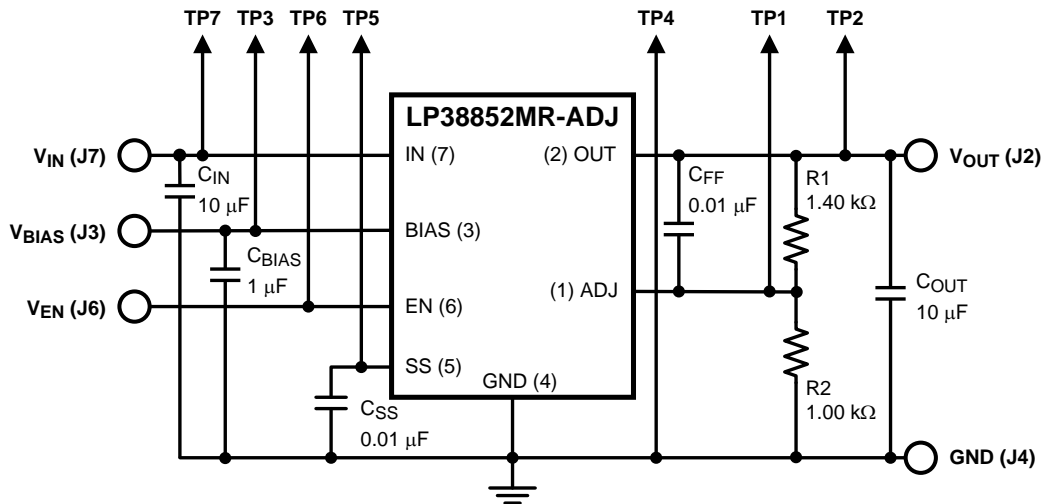 TP7 TP3 TP6 TP5 TP4 TP1 TP2
LP38852MR-ADJ
VIN (J7)
IN (7)
(2) OUT
VOUT (J2)
CIN
10 μF
CFF
0.01 μF
R1
1.40 kΩ
VBIAS (J3)
BIAS (3)
CBIAS
1 μF
VEN (J6)
EN (6)
(1) ADJ
COUT
10 μF
SS (5)
GND (4)
CSS
0.01 μF
R2
1.00 kΩ
GND (J4)